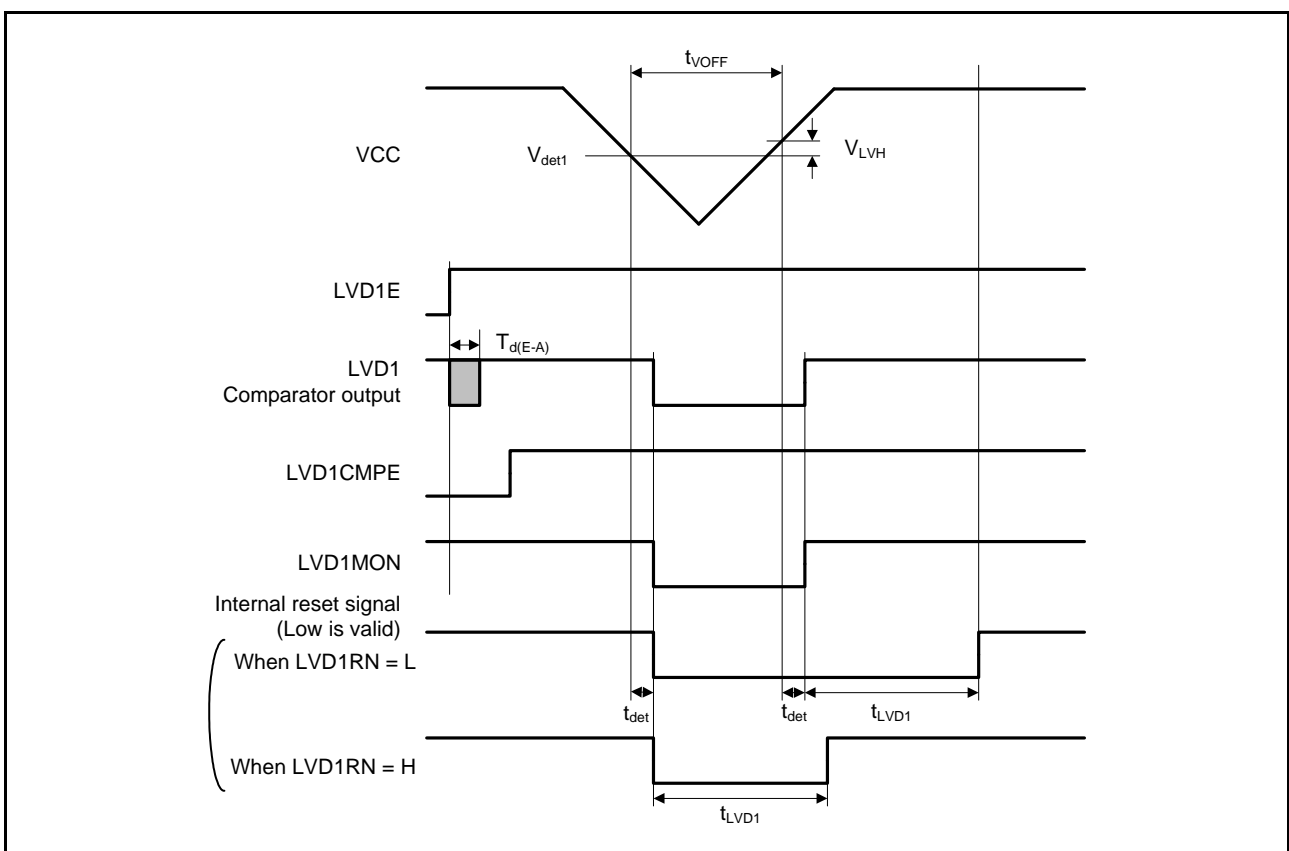 tVOFF
VCC
Vdet1
VLVH
LVD1E
Td(E-A)
LVD1
Comparator output
LVD1CMPE
LVD1MON
Internal reset signal
(Low is valid)
When LVD1RN = L
tdet
tdet
tLVD1
When LVD1RN = H
tLVD1